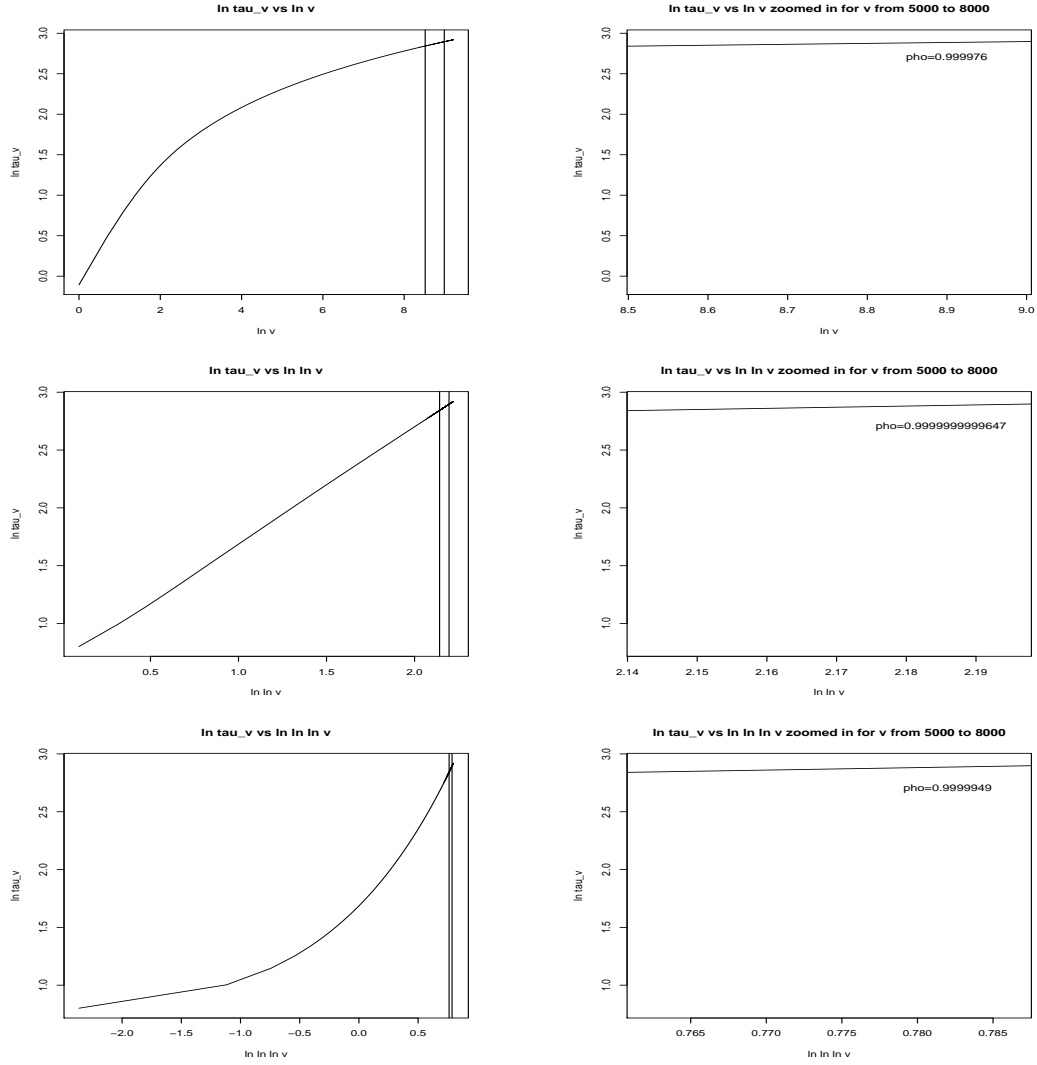 ln tau_v vs ln v
ln tau_v
3.0
2.5
2.0
1.5
1.0
0.5
0.0
0 2 4 6 8
ln v
ln tau_v vs ln v zoomed in for v from 5000 to 8000
ln tau_v
3.0
2.5
2.0
1.5
1.0
0.5
0.0
pho=0.999976
8.5 8.6 8.7 8.8 8.9 9.0
ln v
ln tau_v vs ln ln v
ln tau_v
3.0
2.5
2.0
1.5
1.0
0.5 1.0 1.5 2.0
ln ln v
ln tau_v vs ln ln v zoomed in for v from 5000 to 8000
ln tau_v
3.0
2.5
2.0
1.5
1.0
pho=0.9999999999647
2.14 2.15 2.16 2.17 2.18 2.19
ln ln v
ln tau_v vs ln ln ln v
ln tau_v
3.0
2.5
2.0
1.5
1.0
−2.0 −1.5 −1.0 −0.5 0.0 0.5
ln ln ln v
ln tau_v vs ln ln ln v zoomed in for v from 5000 to 8000
ln tau_v
3.0
2.5
2.0
1.5
1.0
pho=0.9999949
0.765 0.770 0.775 0.780 0.785
ln ln ln v